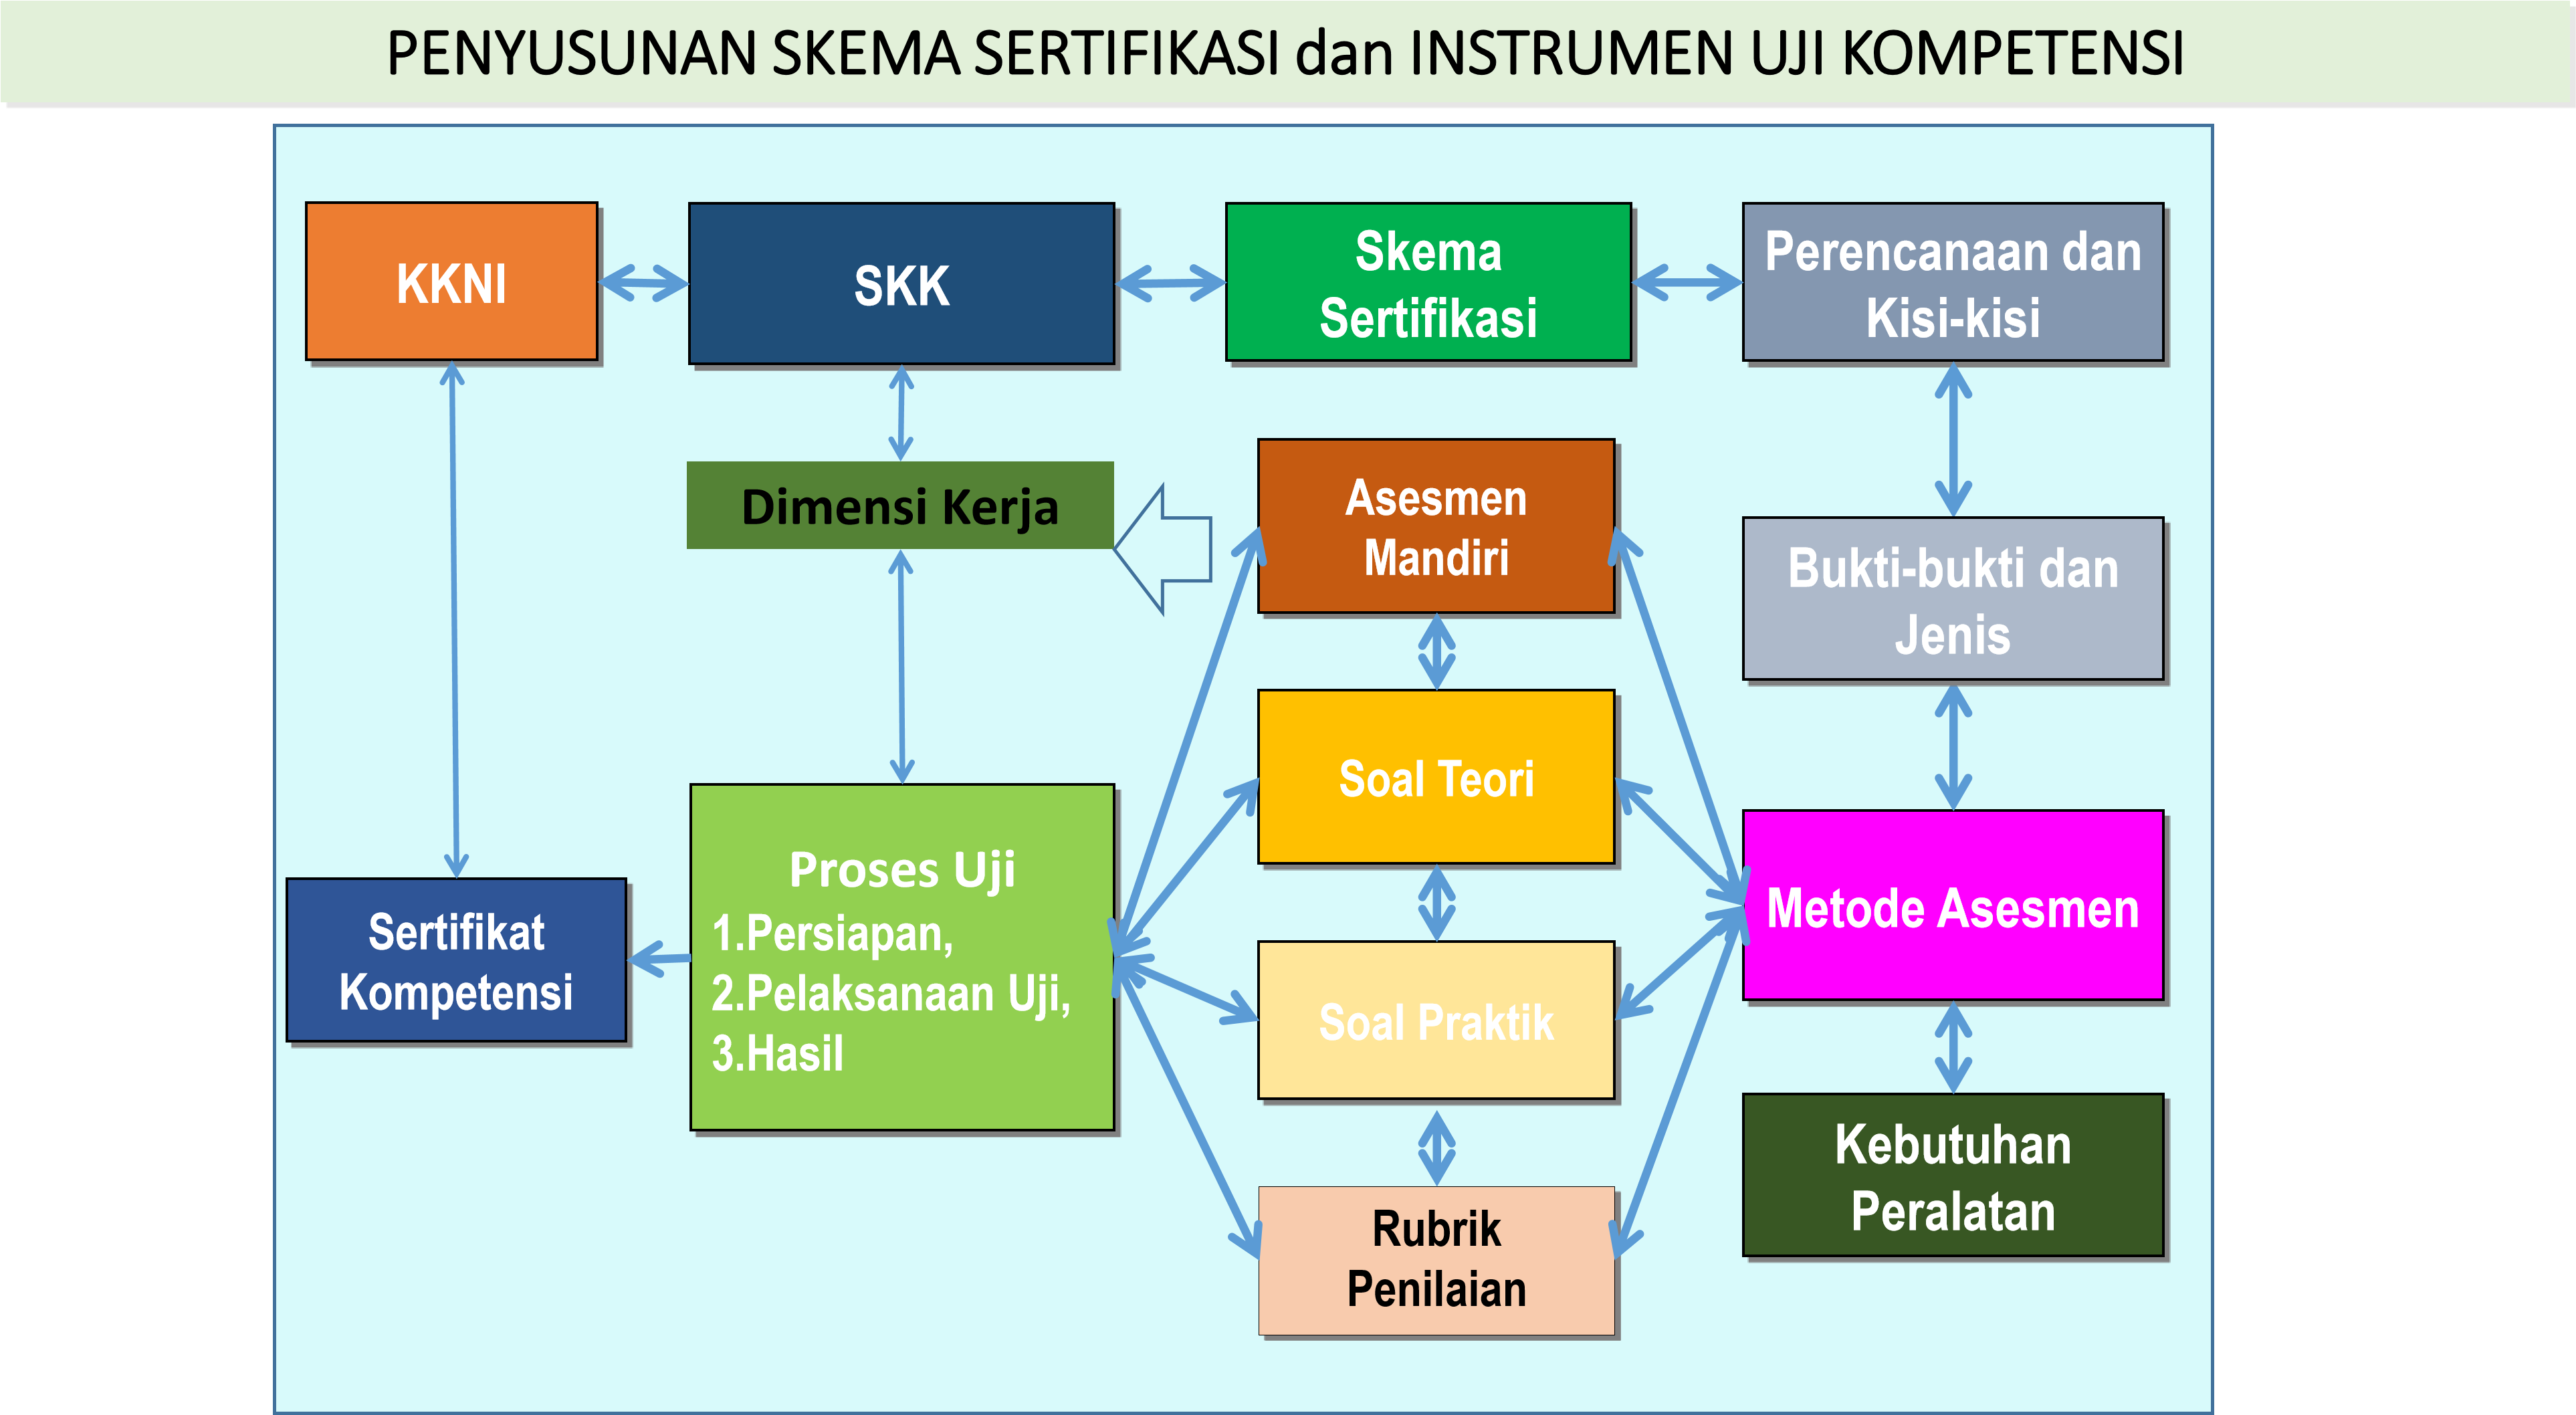 PENYUSUNAN SKEMA SERTIFIKASI dan INSTRUMEN UJI KOMPETENSI
KKNI
SKK
Skema
Sertifikasi
Perencanaan dan
Kisi-kisi
Dimensi Kerja
Asesmen
Mandiri
Bukti-bukti dan
Jenis
Soal Teori
Proses Uji
1.Persiapan,
2.Pelaksanaan Uji,
3.Hasil
Metode Asesmen
Sertifikat
Kompetensi
Soal Praktik
Kebutuhan
Peralatan
Rubrik
Penilaian